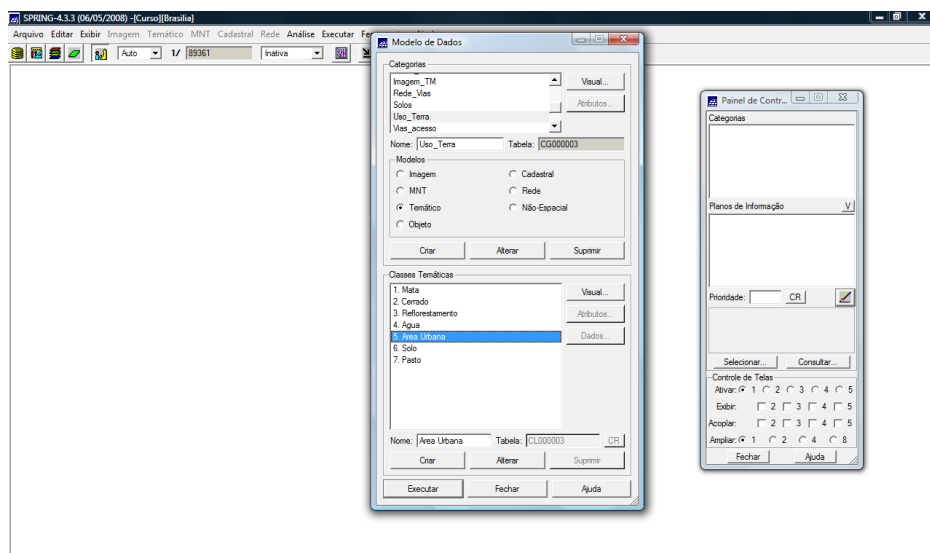 SPRING-4.3.3 (06/05/2008) -[Curso][Brasilia]
Arquivo Editar Exibir Imagem Temático MNT Cadastral Rede Análise Executar
Auto 1/ 89361 Inativa
Modelo de Dados
Categorias
Imagem_TM
Rede_Vias
Solos
Uso_Terra
Vias_acesso
Visual...
Atributos...
Nome: Uso_Terra Tabela: CG000003
Modelos
Imagem Cadastral
MNT Rede
Temático Não-Espacial
Objeto
Criar Alterar Suprimir
Classes Temáticas
1. Mata
2. Cerrado
3. Reflorestamento
4. Agua
5. Area Urbana
6. Solo
7. Pasto
Visual...
Atributos...
Dados...
Nome: Area Urbana Tabela: CL000003 CR
Criar Alterar Suprimir
Executar Fechar Ajuda
Painel de Contr...
Categorias
Planos de Informação V
Prioridade: CR
Selecionar... Consultar...
Controle de Telas
Ativar: 1 2 3 4 5
Exibir: 2 3 4 5
Acoplar: 2 3 4 5
Ampliar: 1 2 4 8
Fechar Ajuda